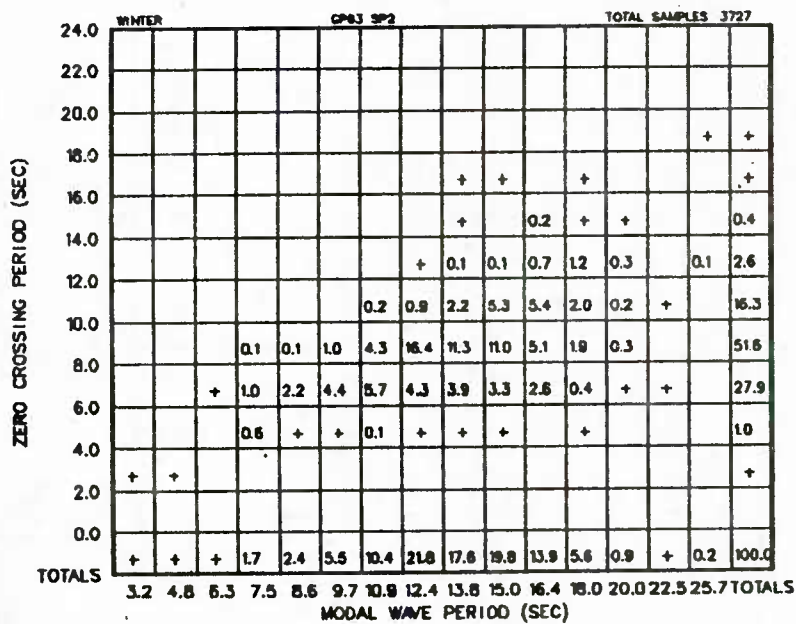 WINTER GP83 SP2 TOTAL SAMPLES 3727
24.0
22.0
20.0
+ +
18.0
+ + + +
16.0
+ 0.2 + + 0.4
14.0
+ 0.1 0.1 0.7 1.2 0.3 0.1 2.6
12.0
0.2 0.9 2.2 5.3 5.4 2.0 0.2 + 16.3
10.0
0.1 0.1 1.0 4.3 16.4 11.3 11.0 5.1 1.9 0.3 51.6
8.0
+ 1.0 2.2 4.4 5.7 4.3 3.9 3.3 2.6 0.4 + + 27.9
6.0
0.6 + + 0.1 + + + + 1.0
4.0
+ + +
2.0
0.0
+ + + 1.7 2.4 5.5 10.4 21.8 17.6 19.8 13.9 5.6 0.9 + 0.2 100.0
TOTALS
3.2 4.8 6.3 7.5 8.6 9.7 10.9 12.4 13.8 15.0 16.4 18.0 20.0 22.5 25.7 TOTALS
MODAL WAVE PERIOD (SEC)
ZERO CROSSING PERIOD (SEC)